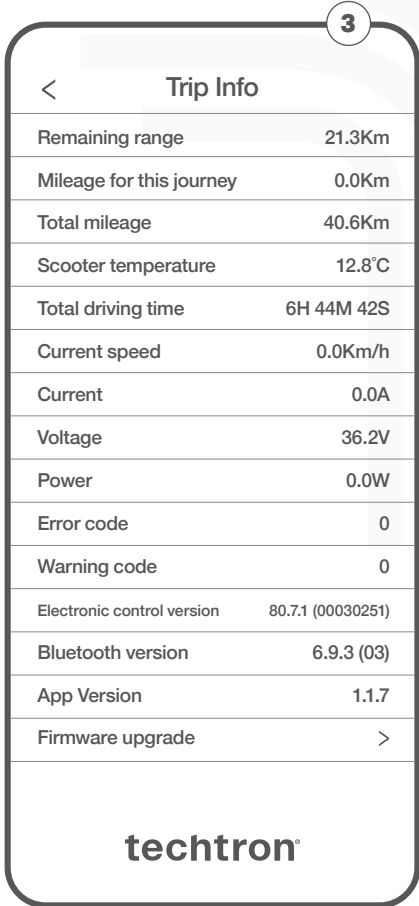 3
< Trip Info
Remaining range 21.3Km
Mileage for this journey 0.0Km
Total mileage 40.6Km
Scooter temperature 12.8°C
Total driving time 6H 44M 42S
Current speed 0.0Km/h
Current 0.0A
Voltage 36.2V
Power 0.0W
Error code 0
Warning code 0
Electronic control version 80.7.1 (00030251)
Bluetooth version 6.9.3 (03)
App Version 1.1.7
Firmware upgrade >
techtron®